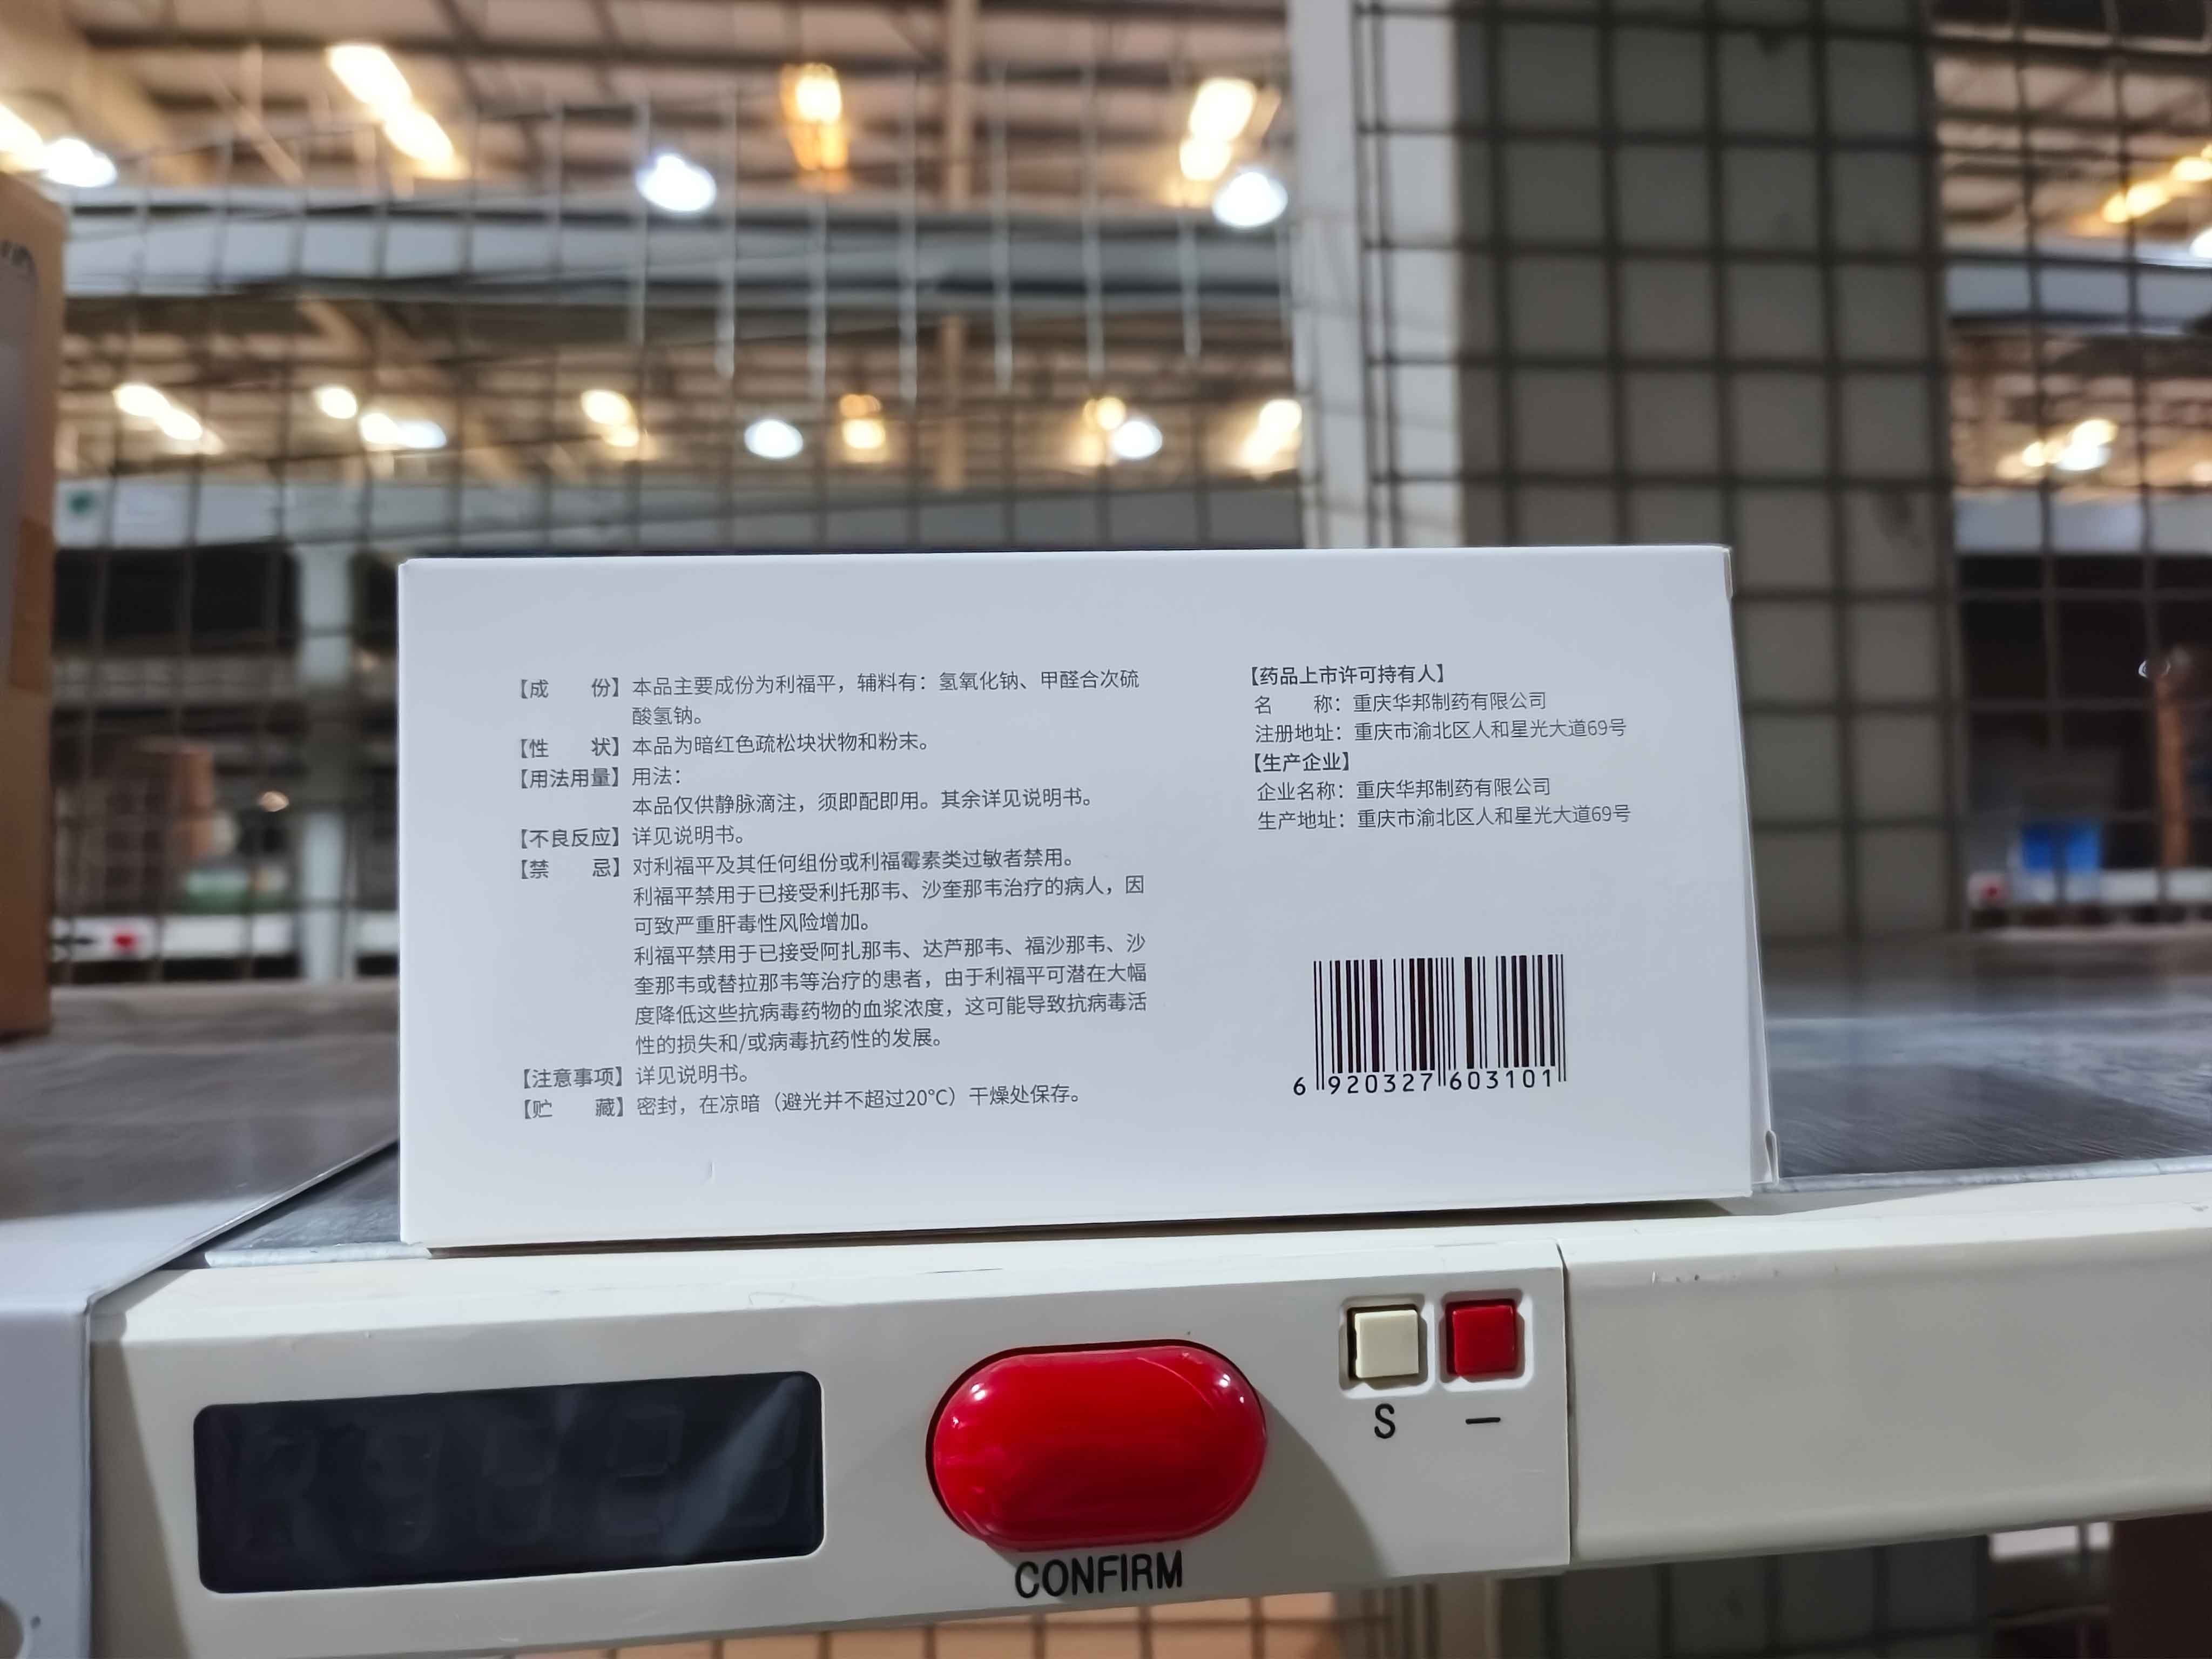 【成　　份】本品主要成份为利福平，辅料有：氢氧化钠、甲醛合次硫
酸氢钠。
【性　　状】本品为暗红色疏松块状物和粉末。
【用法用量】用法：
本品仅供静脉滴注，须即配即用。其余详见说明书。
【不良反应】详见说明书。
【禁　　忌】对利福平及其任何组份或利福霉素类过敏者禁用。
利福平禁用于已接受利托那韦、沙奎那韦治疗的病人，因
可致严重肝毒性风险增加。
利福平禁用于已接受阿扎那韦、达芦那韦、福沙那韦、沙
奎那韦或替拉那韦等治疗的患者，由于利福平可潜在大幅
度降低这些抗病毒药物的血浆浓度，这可能导致抗病毒活
性的损失和/或病毒抗药性的发展。
【注意事项】详见说明书。
【贮　　藏】密封，在凉暗（避光并不超过20℃）干燥处保存。
【药品上市许可持有人】
名　　称：重庆华邦制药有限公司
注册地址：重庆市渝北区人和星光大道69号
【生产企业】
企业名称：重庆华邦制药有限公司
生产地址：重庆市渝北区人和星光大道69号
6 920327 603101
S —
CONFIRM